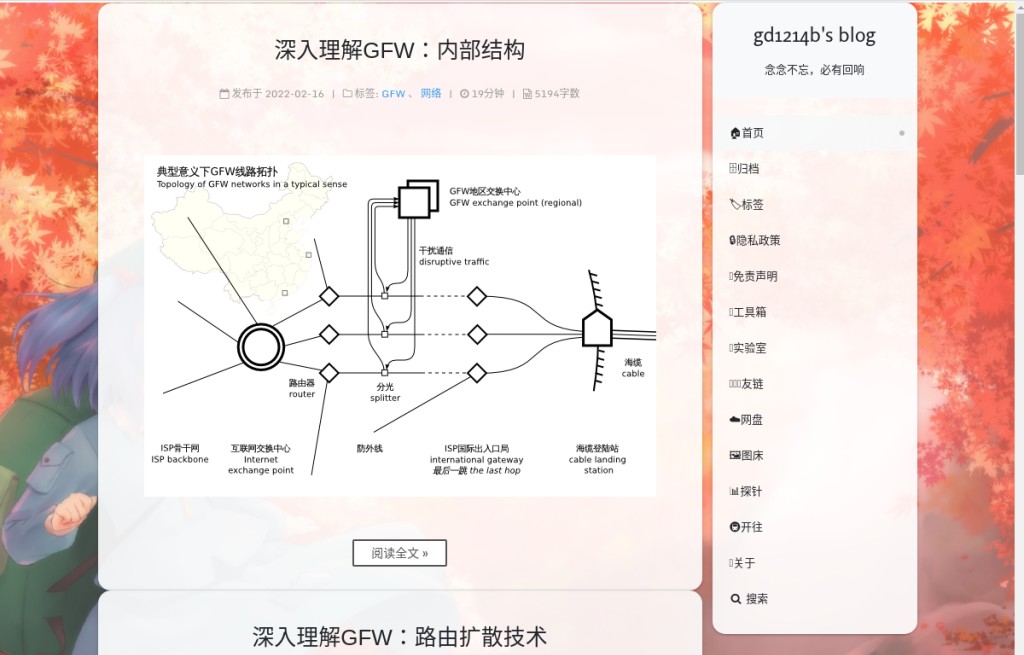 深入理解GFW：内部结构
发布于 2022-02-16 | 标签: GFW 、 网络 | 19分钟 | 5194字数
典型意义下GFW线路拓扑
Topology of GFW networks in a typical sense
GFW地区交换中心
GFW exchange point (regional)
干扰通信
disruptive traffic
路由器
router
分光
splitter
海缆
cable
ISP骨干网
ISP backbone
互联网交换中心
Internet
exchange point
防外线
ISP国际出入口局
international gateway
最后一跳 the last hop
海缆登陆站
cable landing
station
阅读全文 »
深入理解GFW：路由扩散技术
gd1214b's blog
念念不忘，必有回响
首页
归档
标签
隐私政策
免责声明
工具箱
实验室
友链
网盘
图床
探针
开往
关于
搜索